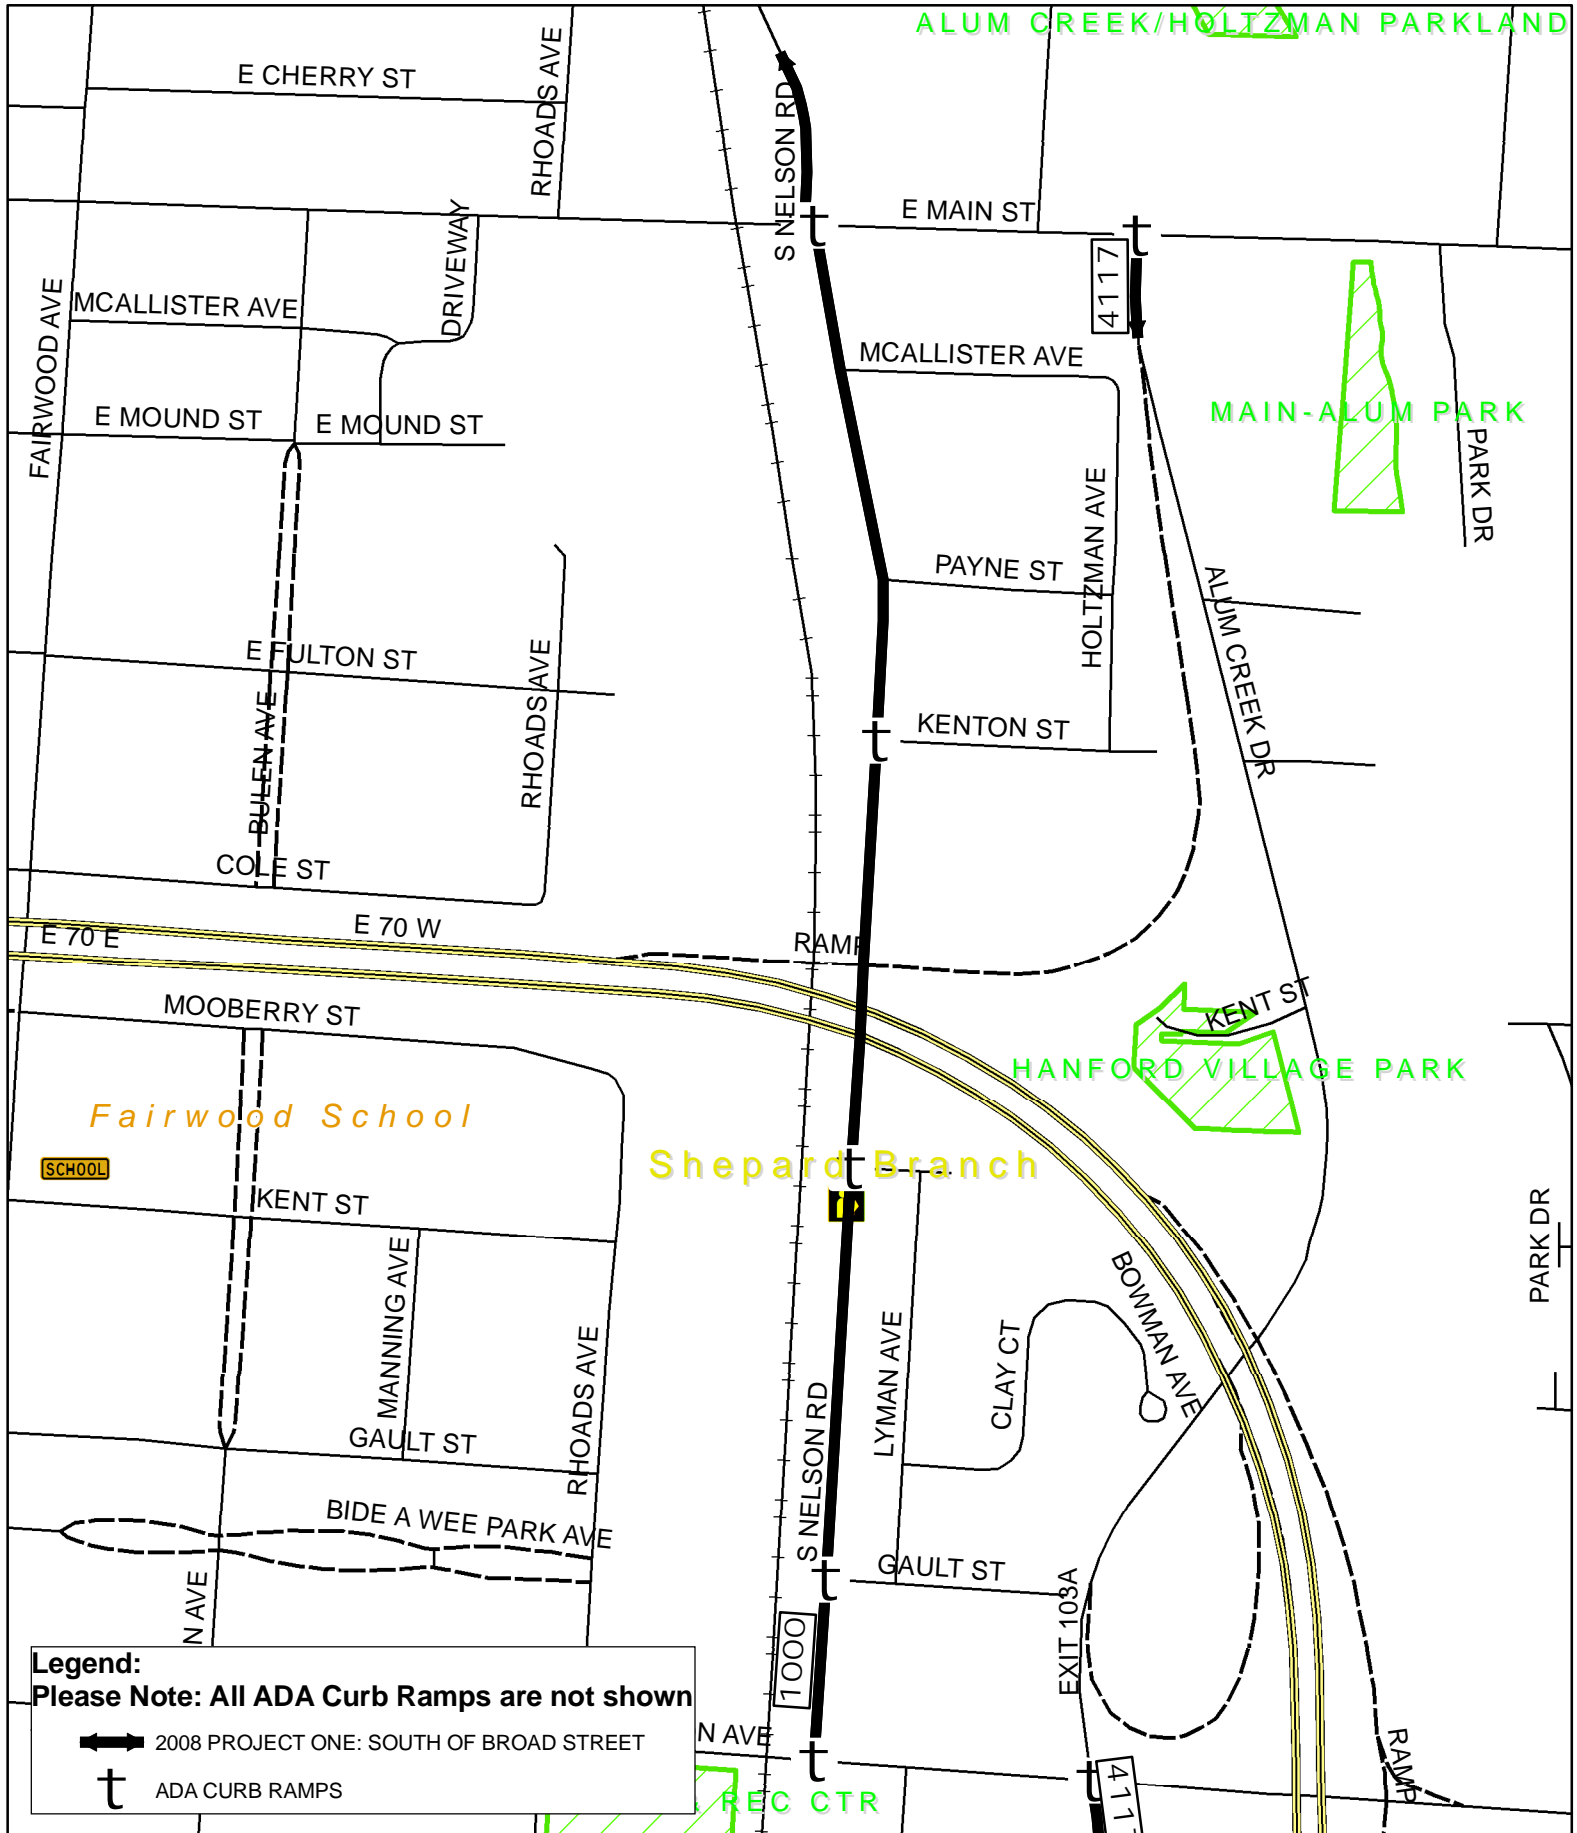 ALUM CREEK/HOLTZMAN PARKLAND
E CHERRY ST
RHOADS AVE
S NELSON RD
E MAIN ST
DRIVEWAY
4117
MCALLISTER AVE
FAIRWOOD AVE
MCALLISTER AVE
MAIN-ALUM PARK
E MOUND ST
E MOUND ST
PARK DR
HOLTZMAN AVE
PAYNE ST
ALUM CREEK DR
E FULTON ST
RHOADS AVE
BULEN AVE
KENTON ST
COLE ST
E 70 W
E 70 E
RAMP
MOOBERRY ST
KENT ST
HANFORD VILLAGE PARK
Fairwood School
SCHOOL
Shepard Branch
KENT ST
PARK DR
MANNING AVE
BOWMAN AVE
RHOADS AVE
LYMAN AVE
CLAY CT
S NELSON RD
GAULT ST
BIDE A WEE PARK AVE
GAULT ST
EXIT 103A
N AVE
1000
Legend:
Please Note: All ADA Curb Ramps are not shown
2008 PROJECT ONE: SOUTH OF BROAD STREET
ADA CURB RAMPS
N AVE
RAMP
411
REC CTR